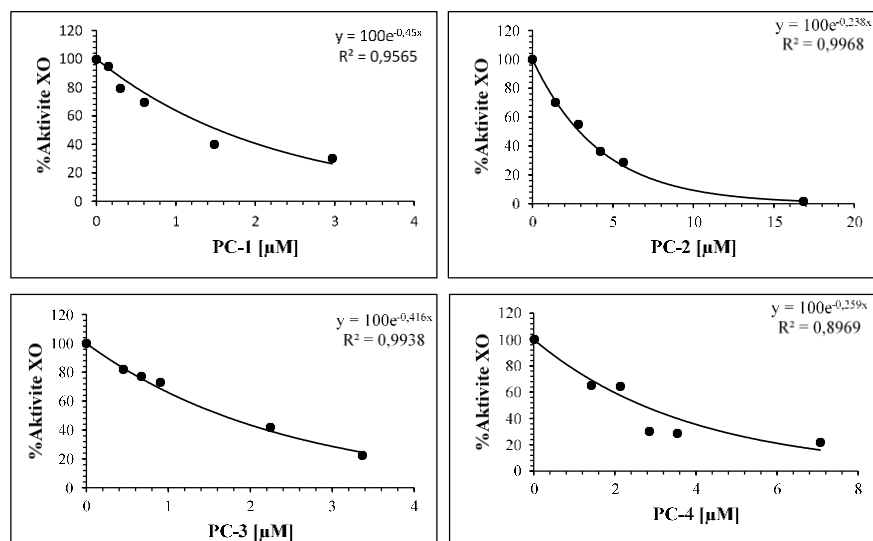 y = 100e⁻⁰,⁴⁵ˣ
R² = 0,9565
%Aktivite XO
120
100
80
60
40
20
0
0 1 2 3 4
PC-1 [µM]
y = 100e⁻⁰,²³⁸ˣ
R² = 0,9968
%Aktivite XO
120
100
80
60
40
20
0
0 5 10 15 20
PC-2 [µM]
y = 100e⁻⁰,⁴¹⁶ˣ
R² = 0,9938
%Aktivite XO
120
100
80
60
40
20
0
0 1 2 3 4
PC-3 [µM]
y = 100e⁻⁰,²⁵⁹ˣ
R² = 0,8969
%Aktivite XO
120
100
80
60
40
20
0
0 2 4 6 8
PC-4 [µM]